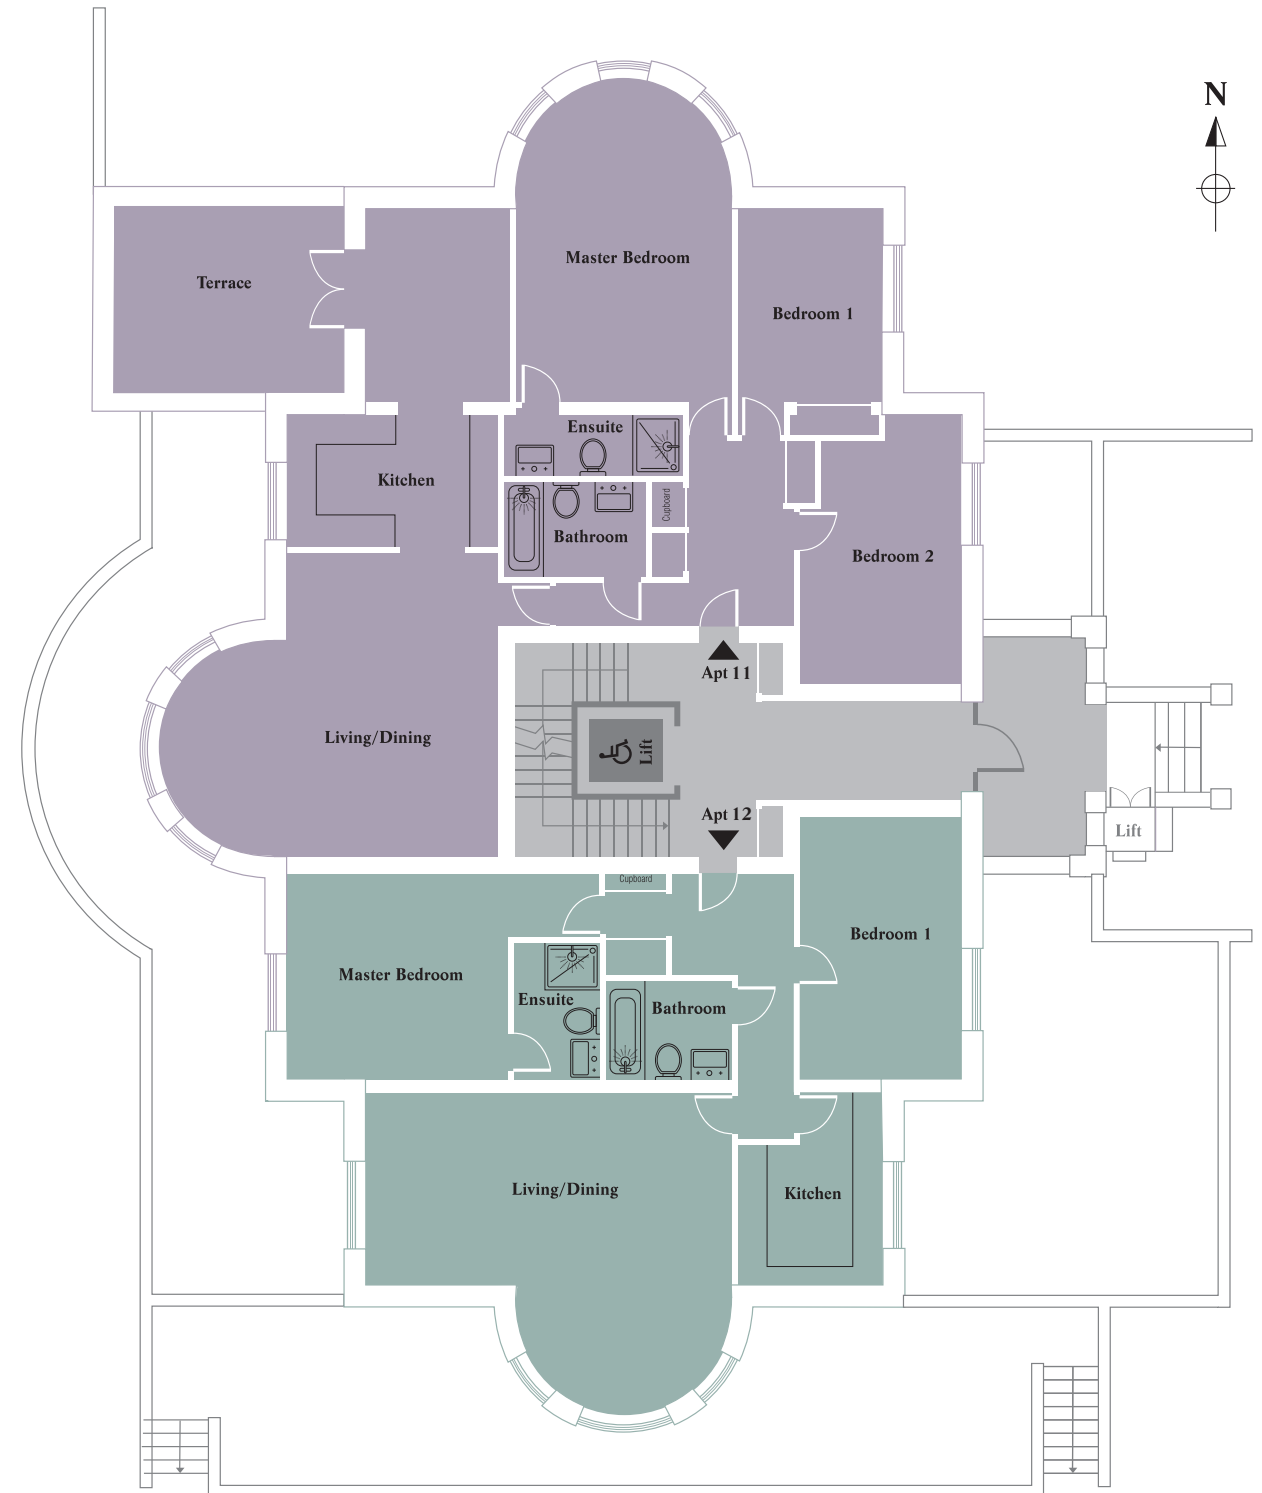 N
Master Bedroom
Terrace
Bedroom 1
Ensuite
Kitchen
Cupboard
Bathroom
Bedroom 2
Apt 11
Living/Dining
Lift
Apt 12
Lift
Cupboard
Bedroom 1
Master Bedroom
Ensuite
Bathroom
Living/Dining
Kitchen